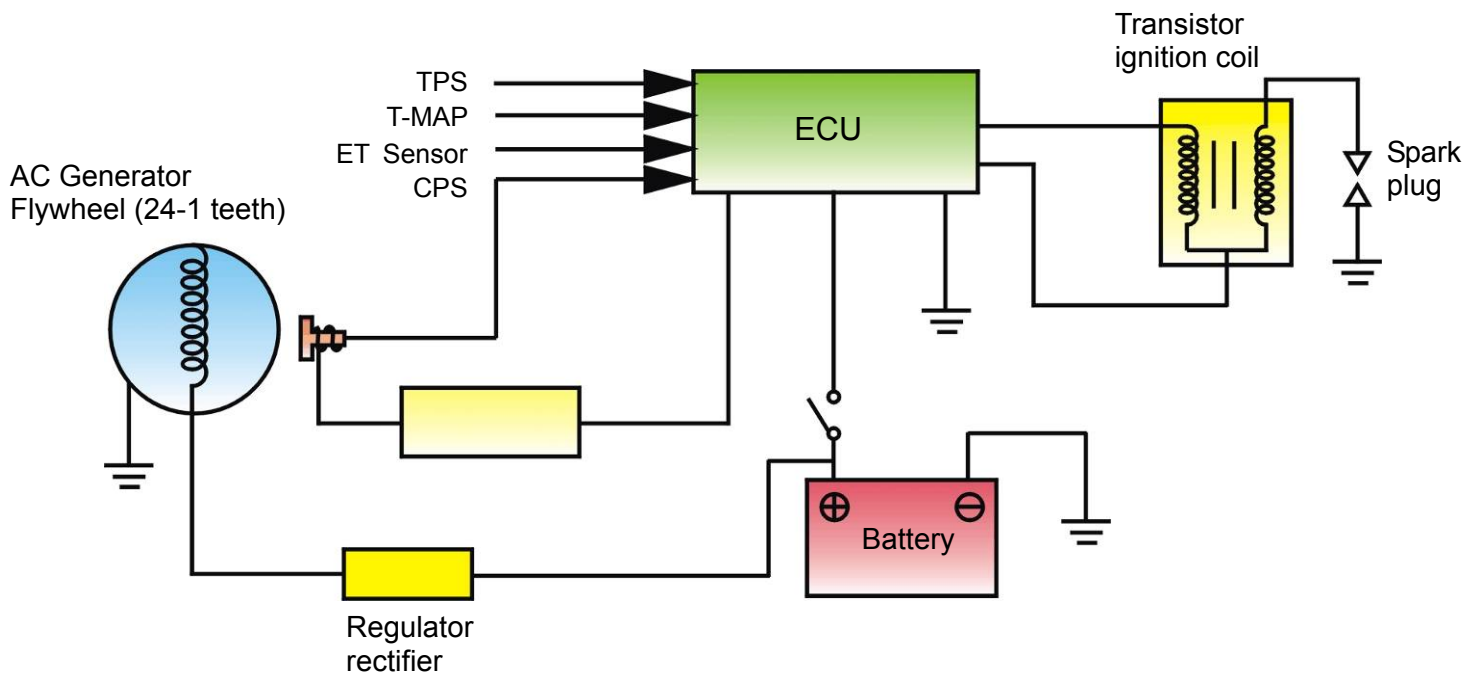 Transistor
ignition coil
TPS
T-MAP
ET Sensor
CPS
ECU
Spark
plug
AC Generator
Flywheel (24-1 teeth)
Battery
Regulator
rectifier